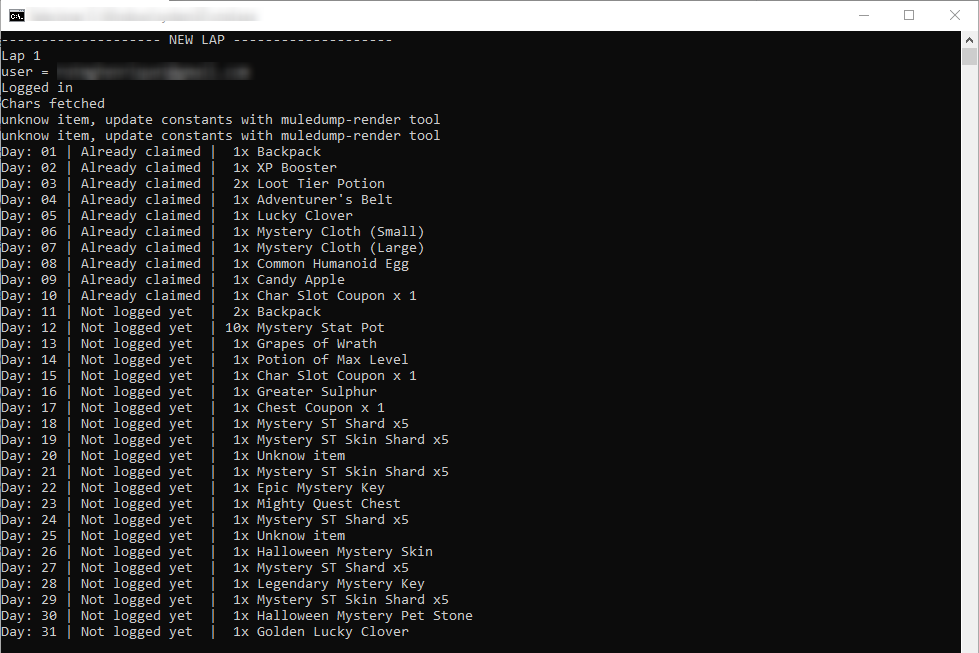 -------------------- NEW LAP --------------------
Lap 1
user =
Logged in
Chars fetched
unknow item, update constants with muledump-render tool
unknow item, update constants with muledump-render tool
Day: 01 | Already claimed |  1x Backpack
Day: 02 | Already claimed |  1x XP Booster
Day: 03 | Already claimed |  2x Loot Tier Potion
Day: 04 | Already claimed |  1x Adventurer's Belt
Day: 05 | Already claimed |  1x Lucky Clover
Day: 06 | Already claimed |  1x Mystery Cloth (Small)
Day: 07 | Already claimed |  1x Mystery Cloth (Large)
Day: 08 | Already claimed |  1x Common Humanoid Egg
Day: 09 | Already claimed |  1x Candy Apple
Day: 10 | Already claimed |  1x Char Slot Coupon x 1
Day: 11 | Not logged yet  |  2x Backpack
Day: 12 | Not logged yet  | 10x Mystery Stat Pot
Day: 13 | Not logged yet  |  1x Grapes of Wrath
Day: 14 | Not logged yet  |  1x Potion of Max Level
Day: 15 | Not logged yet  |  1x Char Slot Coupon x 1
Day: 16 | Not logged yet  |  1x Greater Sulphur
Day: 17 | Not logged yet  |  1x Chest Coupon x 1
Day: 18 | Not logged yet  |  1x Mystery ST Shard x5
Day: 19 | Not logged yet  |  1x Mystery ST Skin Shard x5
Day: 20 | Not logged yet  |  1x Unknow item
Day: 21 | Not logged yet  |  1x Mystery ST Skin Shard x5
Day: 22 | Not logged yet  |  1x Epic Mystery Key
Day: 23 | Not logged yet  |  1x Mighty Quest Chest
Day: 24 | Not logged yet  |  1x Mystery ST Shard x5
Day: 25 | Not logged yet  |  1x Unknow item
Day: 26 | Not logged yet  |  1x Halloween Mystery Skin
Day: 27 | Not logged yet  |  1x Mystery ST Shard x5
Day: 28 | Not logged yet  |  1x Legendary Mystery Key
Day: 29 | Not logged yet  |  1x Mystery ST Skin Shard x5
Day: 30 | Not logged yet  |  1x Halloween Mystery Pet Stone
Day: 31 | Not logged yet  |  1x Golden Lucky Clover